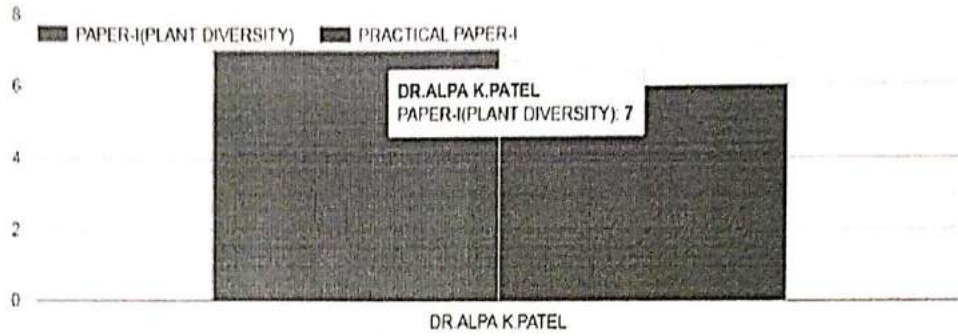 8
PAPER-I(PLANT DIVERSITY) PRACTICAL PAPER-I
6
DR.ALPA K.PATEL
PAPER-I(PLANT DIVERSITY): 7
4
2
0
DR.ALPA K.PATEL